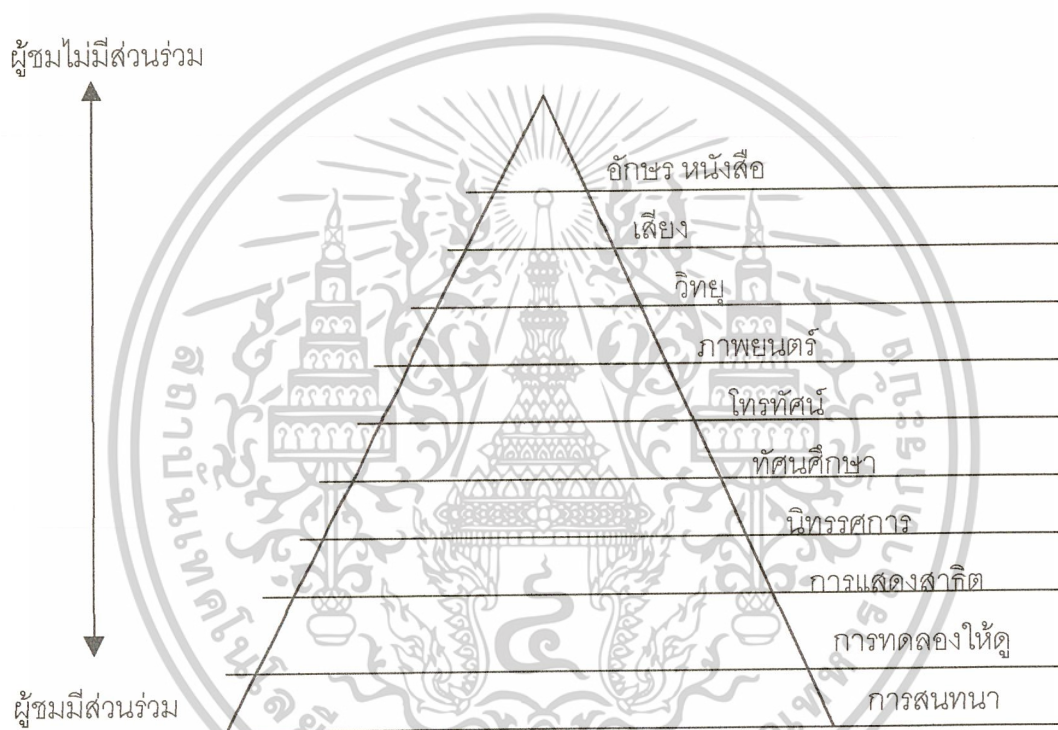 ผู้ชมไม่มีส่วนร่วม
อักษร หนังสือ
เสียง
วิทยุ
ภาพยนตร์
โทรทัศน์
ทัศนศึกษา
นิทรรศการ
การแสดงสาธิต
การทดลองให้ดู
การสนทนา
ผู้ชมมีส่วนร่วม